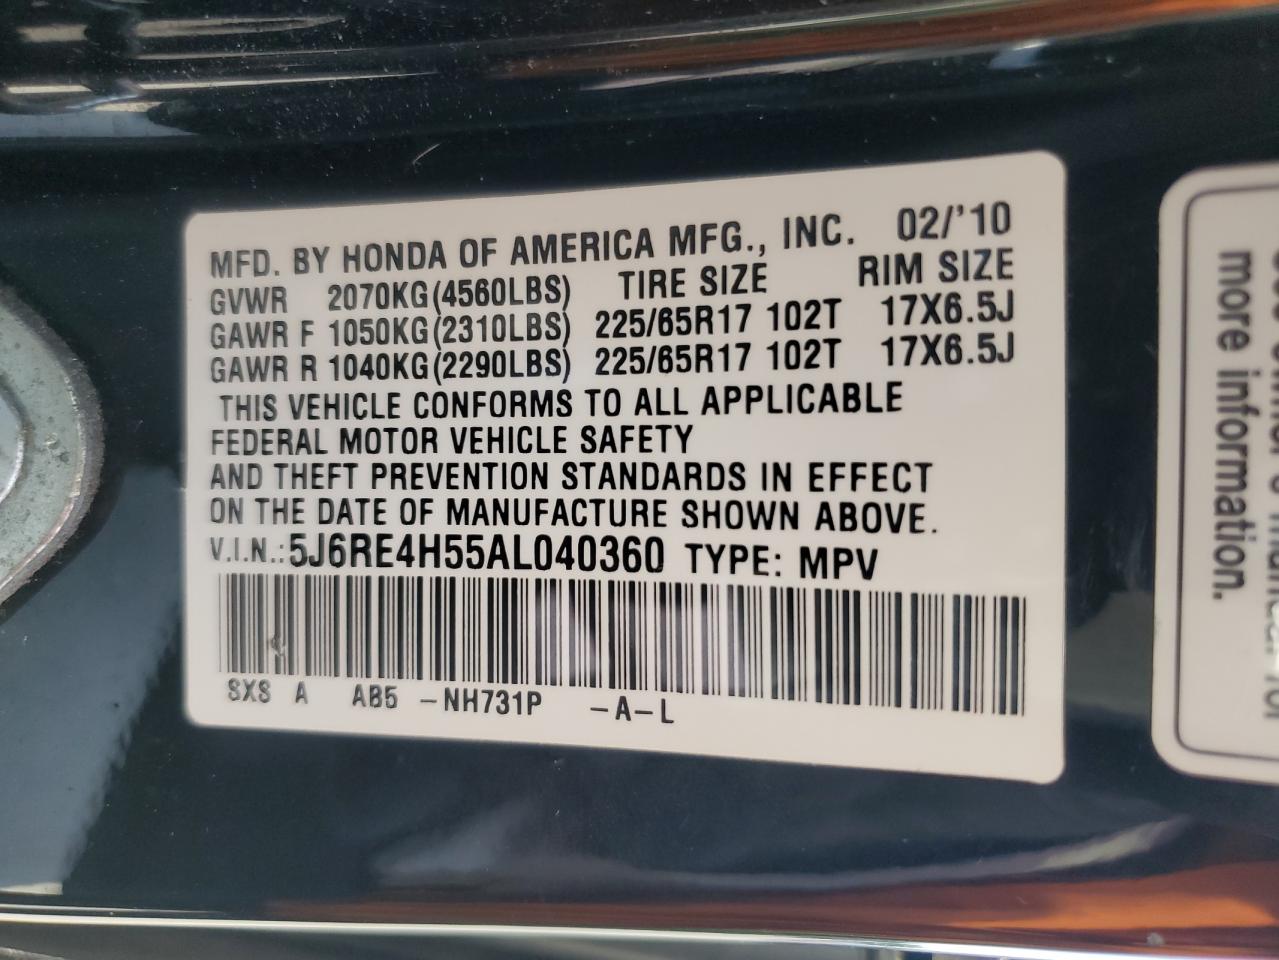 MFD. BY HONDA OF AMERICA MFG., INC. 02/'10
GVWR 2070KG(4560LBS) TIRE SIZE RIM SIZE
GAWR F 1050KG(2310LBS) 225/65R17 102T 17X6.5J
GAWR R 1040KG(2290LBS) 225/65R17 102T 17X6.5J
THIS VEHICLE CONFORMS TO ALL APPLICABLE
FEDERAL MOTOR VEHICLE SAFETY
AND THEFT PREVENTION STANDARDS IN EFFECT
ON THE DATE OF MANUFACTURE SHOWN ABOVE.
V.I.N.:5J6RE4H55AL040360 TYPE: MPV
SXS A AB5 -NH731P -A-L
more information.